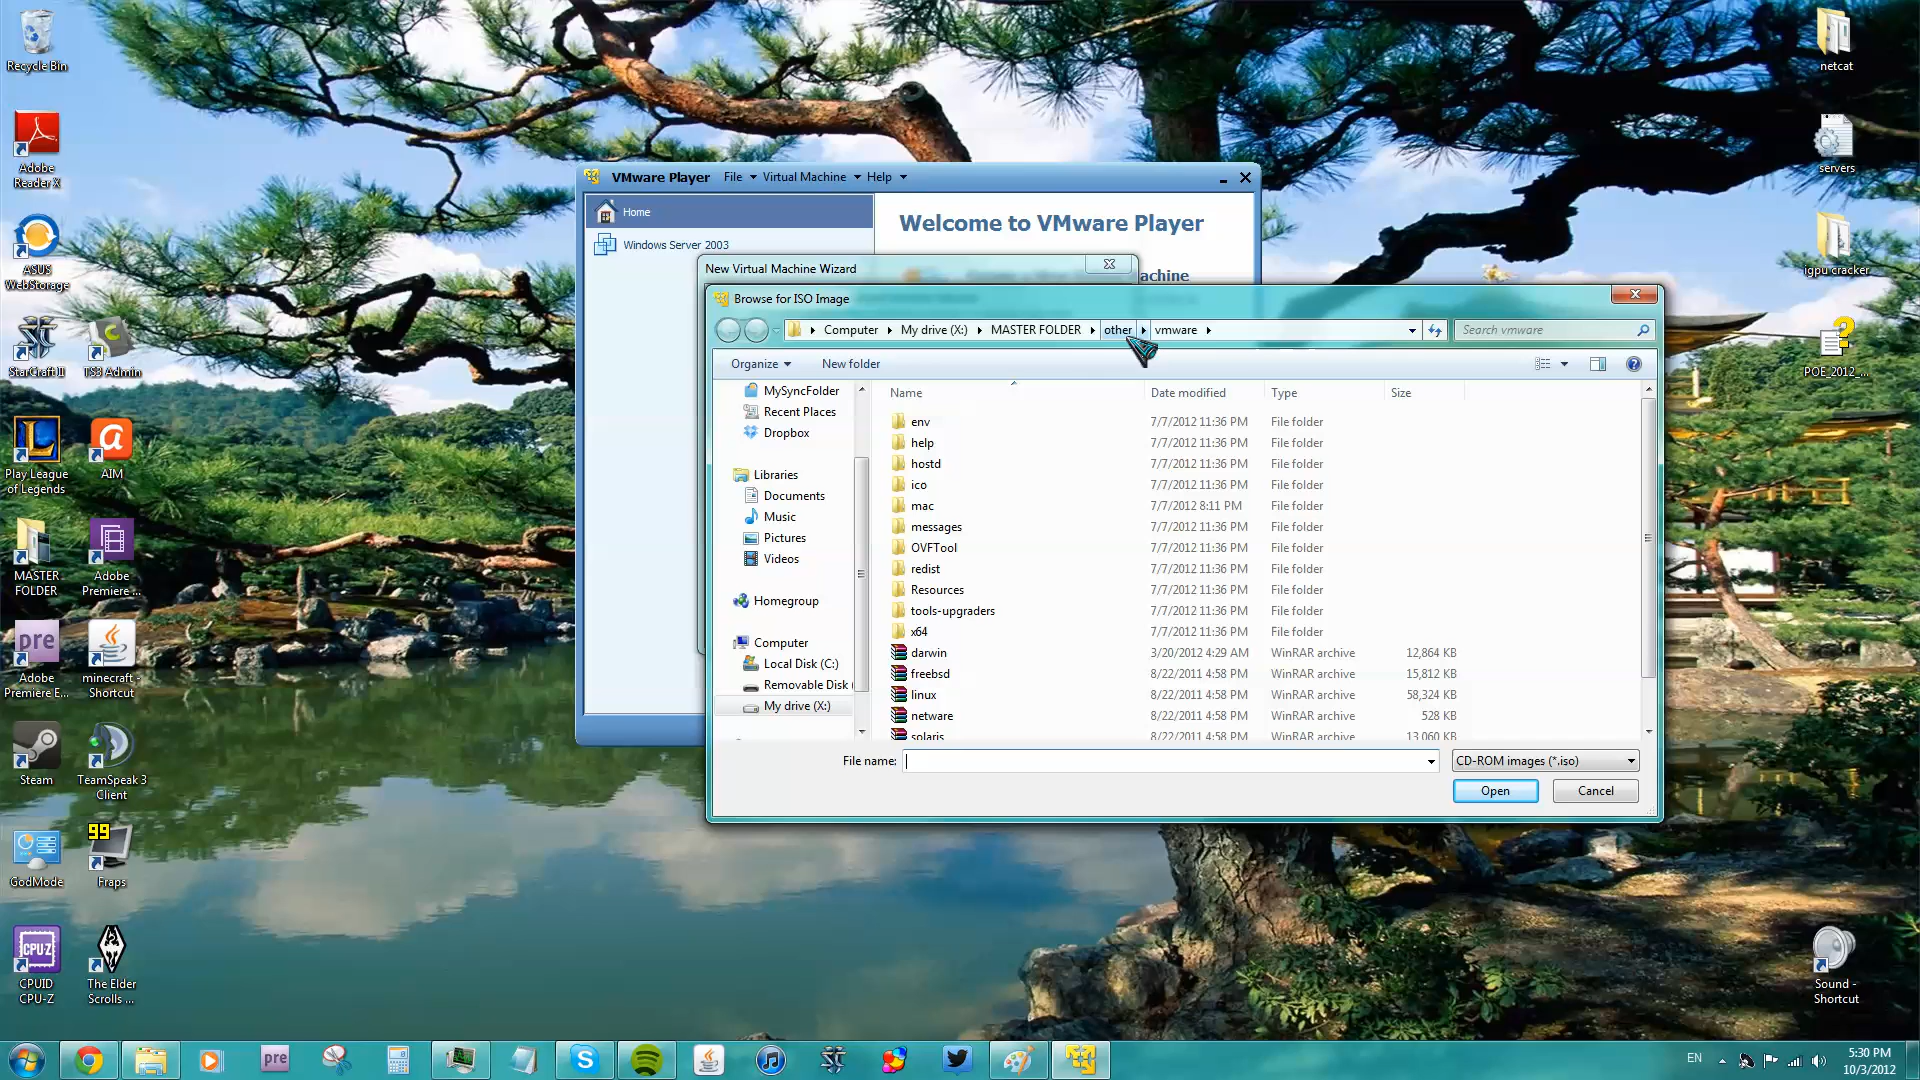 Recycle Bin
Adobe
Reader X
ASUS
WebStorage
StarCraft II
TS3 Admin
Play League
of Legends
AIM
MASTER
FOLDER
Adobe
Premiere ...
Adobe
Premiere E...
minecraft -
Shortcut
Steam
TeamSpeak 3
Client
GodMode
99
Fraps
CPUID
CPU-Z
The Elder
Scrolls ...
netcat
servers
igpu cracker
POE_2012_...
Sound -
Shortcut
VMware Player File Virtual Machine Help
Home
Windows Server 2003
Welcome to VMware Player
achine
New Virtual Machine Wizard
Browse for ISO Image
Computer My drive (X:) MASTER FOLDER other vmware
Search vmware
Organize New folder
MySyncFolder
Recent Places
Dropbox
Libraries
Documents
Music
Pictures
Videos
Homegroup
Computer
Local Disk (C:)
Removable Disk
My drive (X:)
Name Date modified Type Size
env 7/7/2012 11:36 PM File folder
help 7/7/2012 11:36 PM File folder
hostd 7/7/2012 11:36 PM File folder
ico 7/7/2012 11:36 PM File folder
mac 7/7/2012 8:11 PM File folder
messages 7/7/2012 11:36 PM File folder
OVFTool 7/7/2012 11:36 PM File folder
redist 7/7/2012 11:36 PM File folder
Resources 7/7/2012 11:36 PM File folder
tools-upgraders 7/7/2012 11:36 PM File folder
x64 7/7/2012 11:36 PM File folder
darwin 3/20/2012 4:29 AM WinRAR archive 12,864 KB
freebsd 8/22/2011 4:58 PM WinRAR archive 15,812 KB
linux 8/22/2011 4:58 PM WinRAR archive 58,324 KB
netware 8/22/2011 4:58 PM WinRAR archive 528 KB
solaris 8/22/2011 4:58 PM WinRAR archive 13,060 KB
File name:
CD-ROM images (*.iso)
Open Cancel
pre
CPU-Z
pre
EN
5:30 PM
10/3/2012